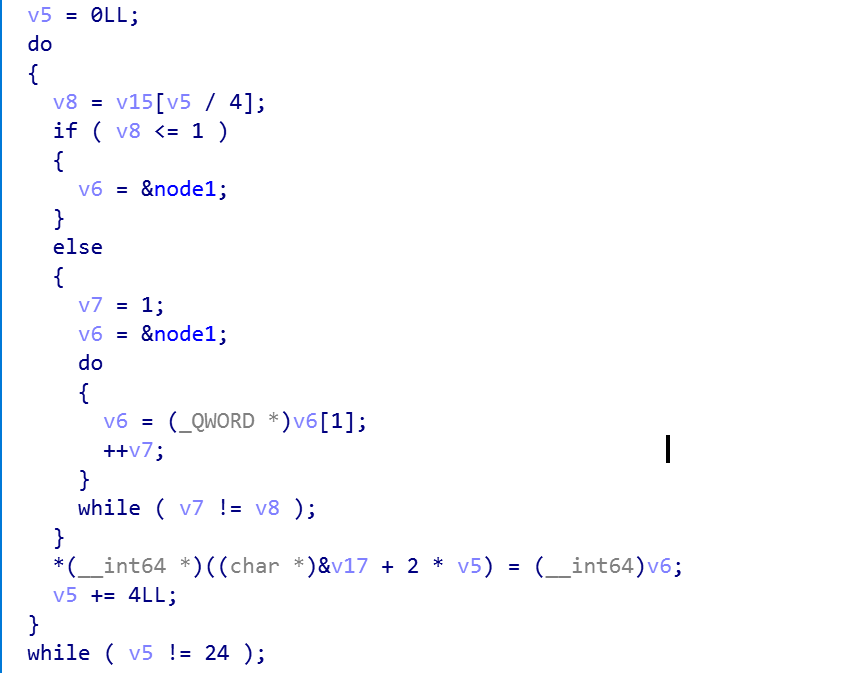 v5 = 0LL;
do
{
v8 = v15[v5 / 4];
if ( v8 <= 1 )
{
v6 = &node1;
}
else
{
v7 = 1;
v6 = &node1;
do
{
v6 = (_QWORD *)v6[1];
++v7;
}
while ( v7 != v8 );
}
*(__int64 *)((char *)&v17 + 2 * v5) = (__int64)v6;
v5 += 4LL;
}
while ( v5 != 24 );